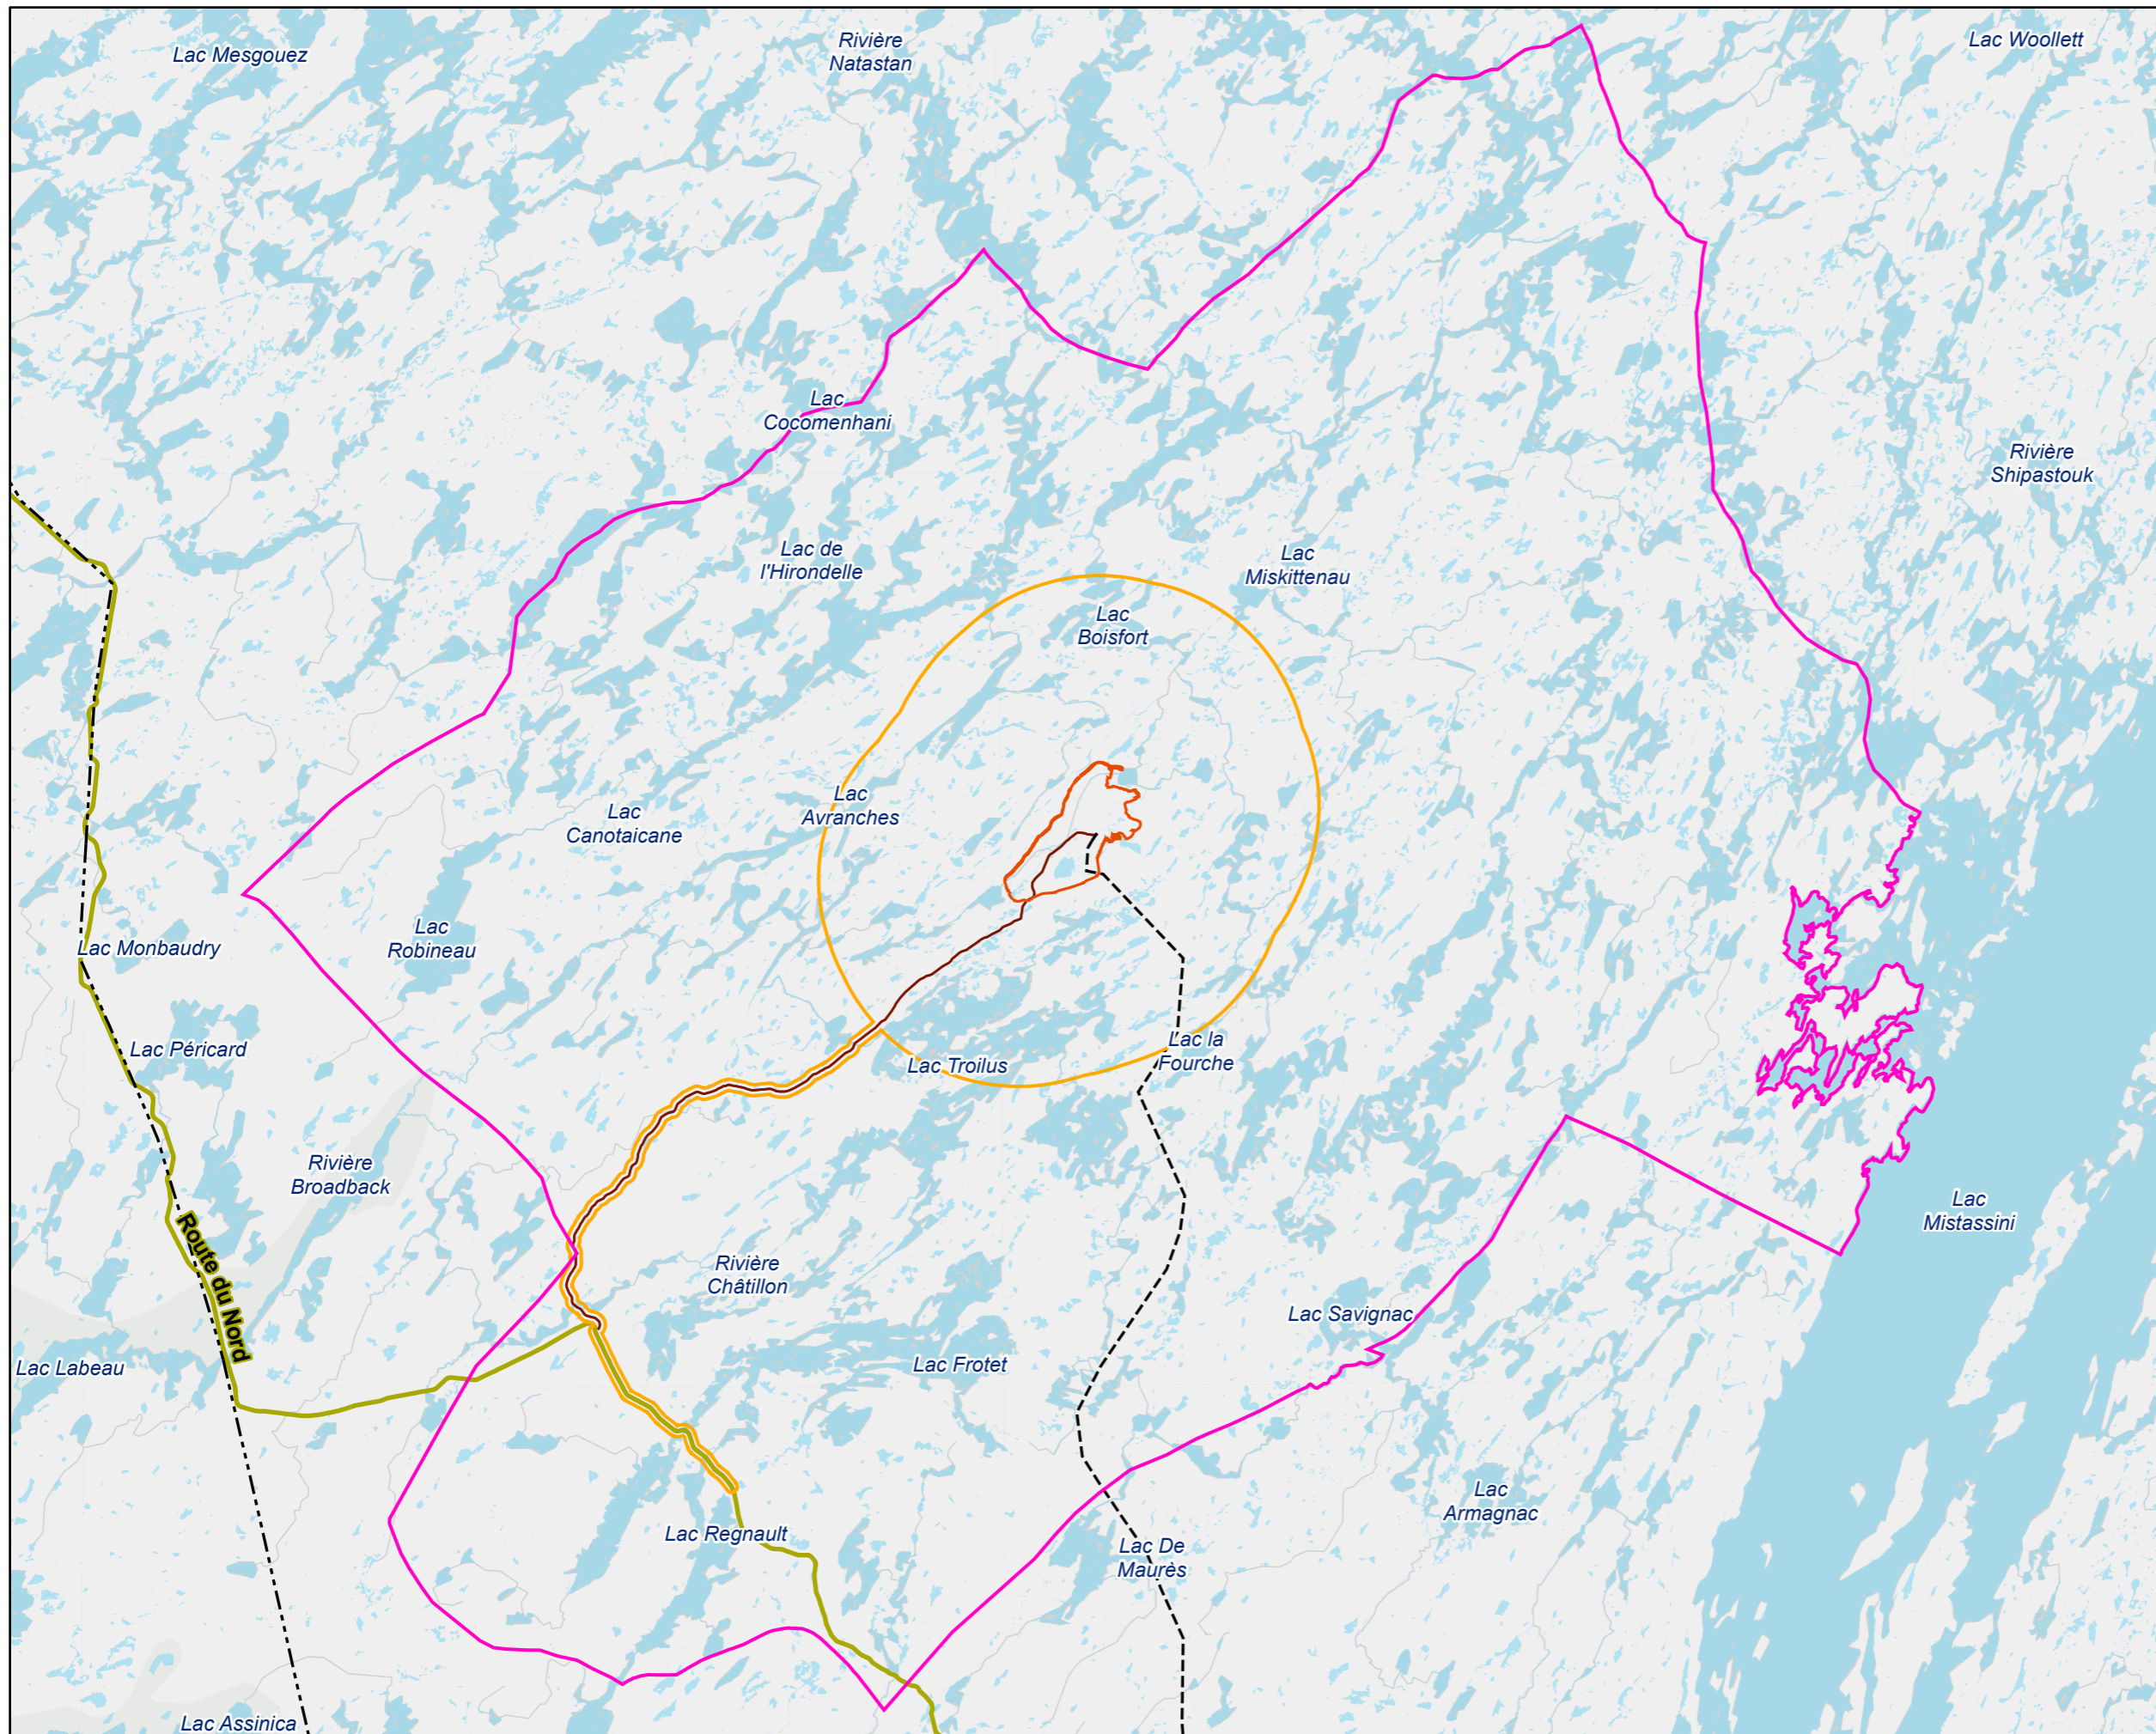 Lac Mesgouez
Rivière
Natastan
Lac Woollett
Lac
Cocomenhani
Rivière
Shipastouk
Lac de
l'Hirondelle
Lac
Miskittenau
Lac
Boisfort
Lac
Avranches
Lac
Canotaicane
Lac
Robineau
Lac Monbaudry
Lac Péricard
Lac Troilus
Lac la
Fourche
Rivière
Broadback
Lac
Mistassini
Route du Nord
Rivière
Châtillon
Lac Savignac
Lac Labeau
Lac Frotet
Lac
Armagnac
Lac Regnault
Lac De
Maurès
Lac Assinica